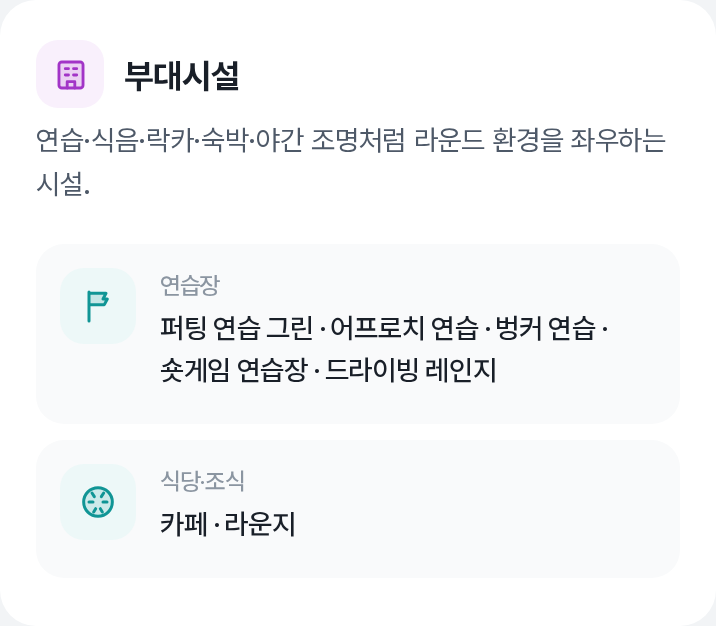 부대시설
연습·식음·락카·숙박·야간 조명처럼 라운드 환경을 좌우하는
시설.
연습장
퍼팅 연습 그린 · 어프로치 연습 · 벙커 연습 ·
숏게임 연습장 · 드라이빙 레인지
식당·조식
카페 · 라운지